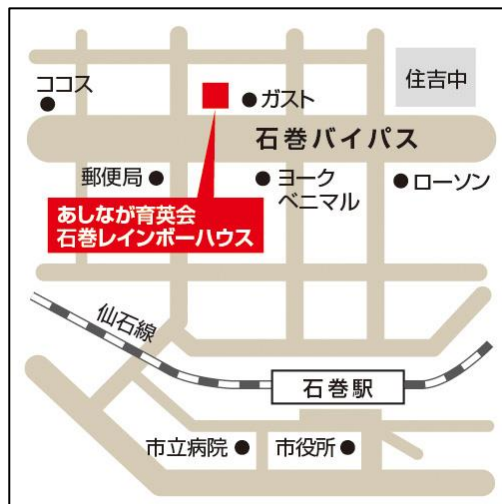 ココス
ガスト
住吉中
石巻バイパス
郵便局
ヨーク
ベニマル
ローソン
あしなが育英会
石巻レインボーハウス
仙石線
石巻駅
市立病院
市役所